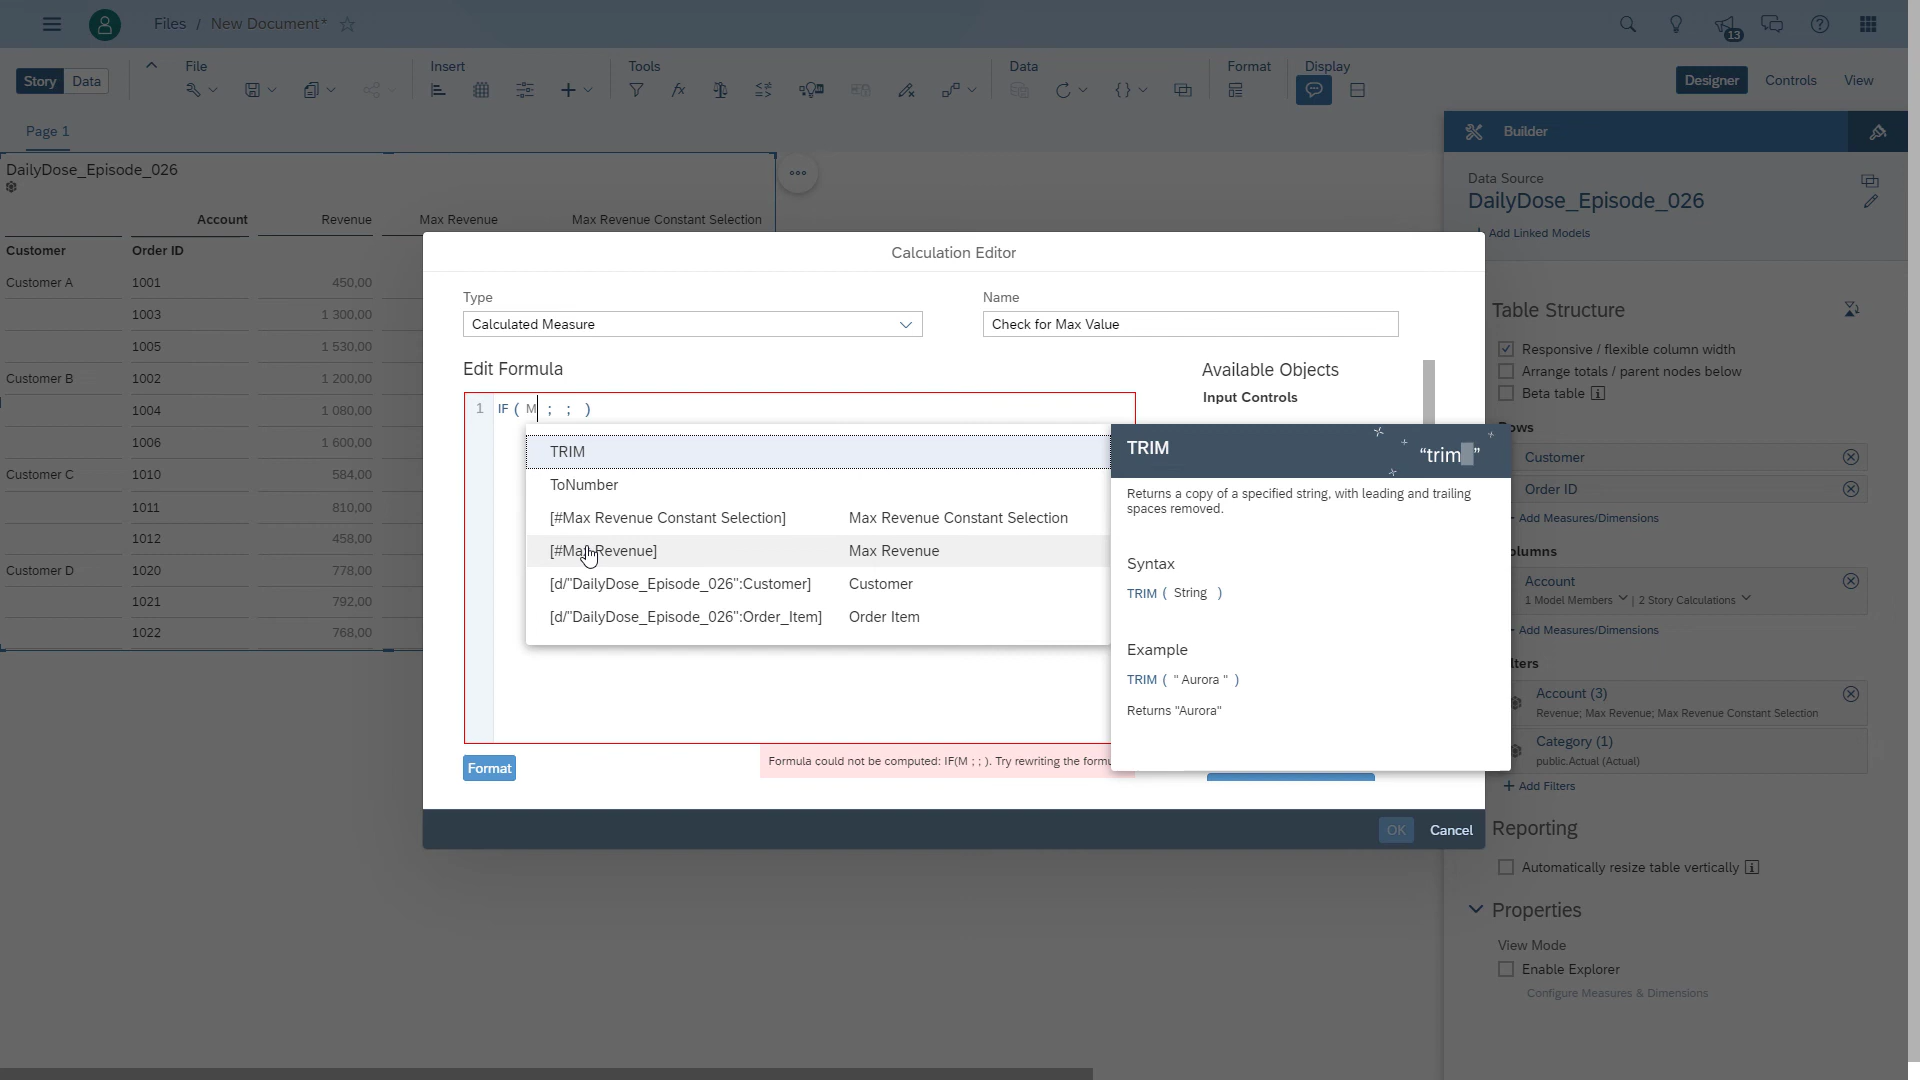 Files / New Document*
13
Story Data
File
Insert
Tools
Data
Format
Display
Designer
Controls
View
Page 1
DailyDose_Episode_026
Account Revenue Max Revenue Max Revenue Constant Selection
Customer Order ID
Customer A 1001 450,00
1003 1 300,00
1005 1 530,00
Customer B 1002 1 200,00
1004 1 080,00
1006 1 600,00
Customer C 1010 584,00
1011 810,00
1012 458,00
Customer D 1020 778,00
1021 792,00
1022 768,00
Calculation Editor
Type
Calculated Measure
Name
Check for Max Value
Edit Formula
1 IF ( M ; ; )
TRIM
ToNumber
[#Max Revenue Constant Selection] Max Revenue Constant Selection
[#Max Revenue] Max Revenue
[d/"DailyDose_Episode_026":Customer] Customer
[d/"DailyDose_Episode_026":Order_Item] Order Item
Format
Formula could not be computed: IF(M ; ; ). Try rewriting the formu
Available Objects
Input Controls
TRIM
“trim ”
Returns a copy of a specified string, with leading and trailing
spaces removed.
Syntax
TRIM ( String )
Example
TRIM ( " Aurora " )
Returns "Aurora"
OK Cancel
Builder
Data Source
DailyDose_Episode_026
Add Linked Models
Table Structure
Responsive / flexible column width
Arrange totals / parent nodes below
Beta table
ows
Customer
Order ID
Add Measures/Dimensions
olumns
Account
1 Model Members | 2 Story Calculations
Add Measures/Dimensions
lters
Account (3)
Revenue; Max Revenue; Max Revenue Constant Selection
Category (1)
public.Actual (Actual)
+ Add Filters
Reporting
Automatically resize table vertically
Properties
View Mode
Enable Explorer
Configure Measures & Dimensions